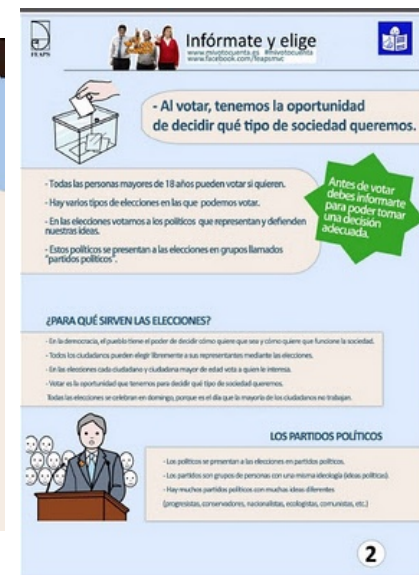 FEAPS
Infórmate y elige
www.mivotocuenta.es #mivotocuenta
www.facebook.com/feapsmvc
- Al votar, tenemos la oportunidad
de decidir qué tipo de sociedad queremos.
- Todas las personas mayores de 18 años pueden votar si quieren.
- Hay varios tipos de elecciones en las que podemos votar.
- En las elecciones votamos a los políticos que representan y defienden
nuestras ideas.
- Estos políticos se presentan a las elecciones en grupos llamados
"partidos políticos".
Antes de votar
debes informarte
para poder tomar
una decisión
adecuada.
¿PARA QUÉ SIRVEN LAS ELECCIONES?
- En la democracia, el pueblo tiene el poder de decidir cómo quiere que sea y cómo quiere que funcione la sociedad.
- Todos los ciudadanos pueden elegir libremente a sus representantes mediante las elecciones.
- En las elecciones cada ciudadano y ciudadana mayor de edad vota a quien le interesa.
- Votar es la oportunidad que tenemos para decidir qué tipo de sociedad queremos.
Todas las elecciones se celebran en domingo, porque es el día que la mayoría de los ciudadanos no trabajan.
LOS PARTIDOS POLÍTICOS
- Los políticos se presentan a las elecciones en partidos políticos.
- Los partidos son grupos de personas con una misma ideología (ideas políticas).
- Hay muchos partidos políticos con muchas ideas diferentes
(progresistas, conservadores, nacionalistas, ecologistas, comunistas, etc.)
2